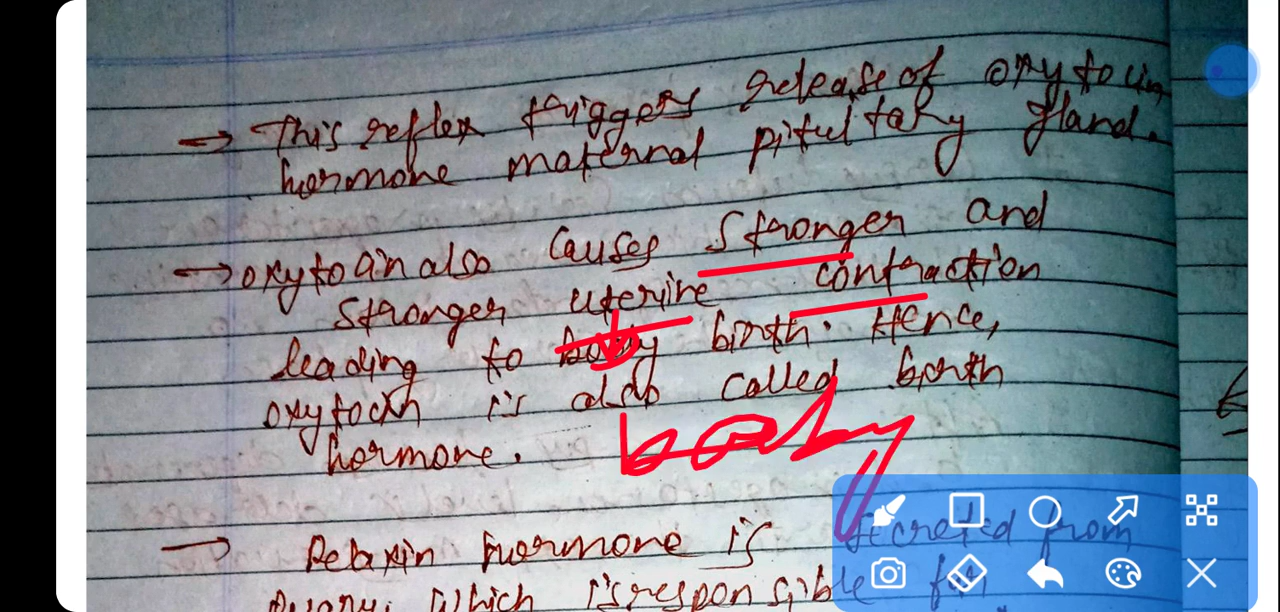 → This reflex triggers release of oxytocin
hormone maternal pituitary gland.
→ oxytocin also causes stronger and
stronger uterine contraction
leading to body birth. Hence,
oxytocin is also called birth
hormone.
baby
→ Relaxin hormone is secreted from
ovary. Which is responsible for